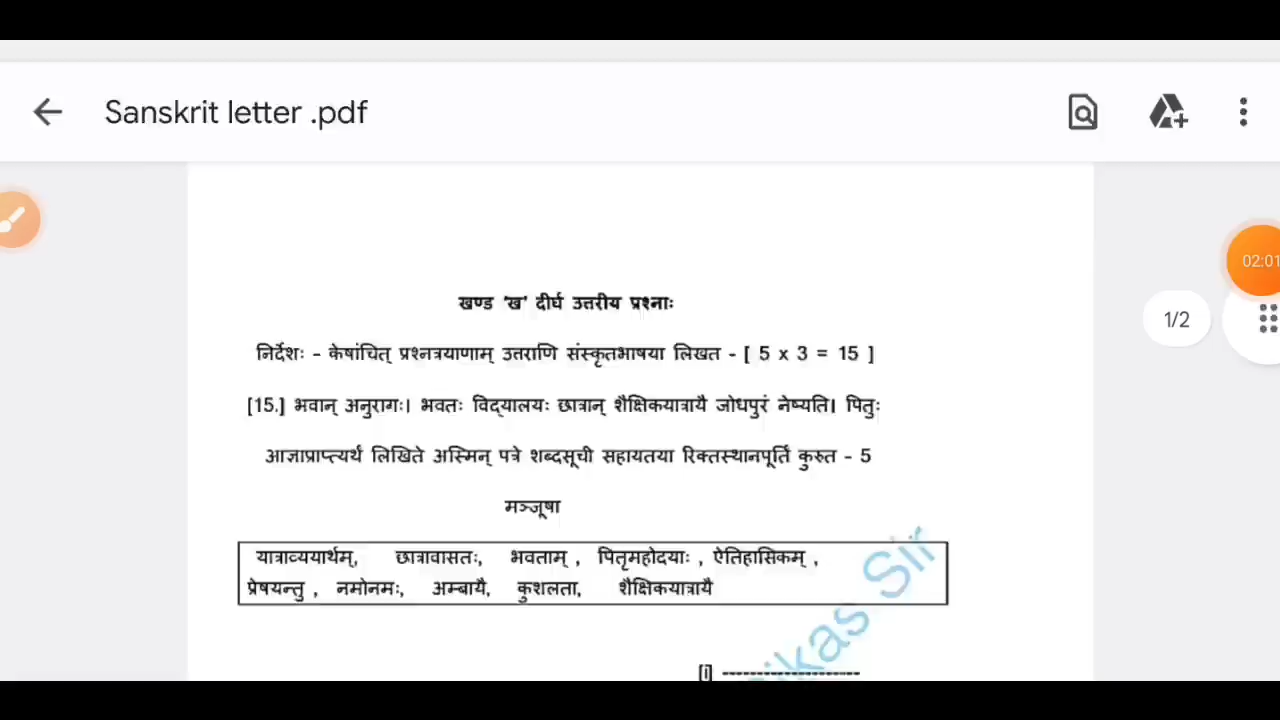 Sanskrit letter .pdf
02:01
1/2
खण्ड 'ख' दीर्घ उत्तरीय प्रश्नाः
निर्देशः - केषांचित् प्रश्नत्रयाणाम् उत्तराणि संस्कृतभाषया लिखत - [ 5 x 3 = 15 ]
[15.] भवान् अनुरागः। भवतः विद्यालयः छात्रान् शैक्षिकयात्रायै जोधपुरं नेष्यति। पितुः
आज्ञाप्राप्त्यर्थं लिखिते अस्मिन् पत्रे शब्दसूची सहायतया रिक्तस्थानपूर्तिं कुरुत - 5
मञ्जूषा
यात्राव्ययार्थम्, छात्रावासतः, भवताम् , पितृमहोदयाः , ऐतिहासिकम् ,
प्रेषयन्तु , नमोनमः, अम्बायै, कुशलता, शैक्षिकयात्रायै
ikas Sir
[i] --------------------